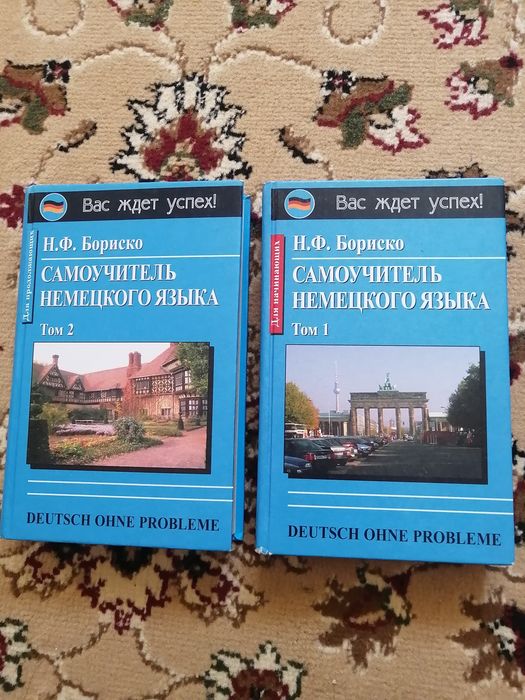 Вас ждет успех!
Для продолжающих
Н.Ф. Бориско
САМОУЧИТЕЛЬ
НЕМЕЦКОГО ЯЗЫКА
Том 2
DEUTSCH OHNE PROBLEME
Вас ждет успех!
Для начинающих
Н.Ф. Бориско
САМОУЧИТЕЛЬ
НЕМЕЦКОГО ЯЗЫКА
Том 1
DEUTSCH OHNE PROBLEME